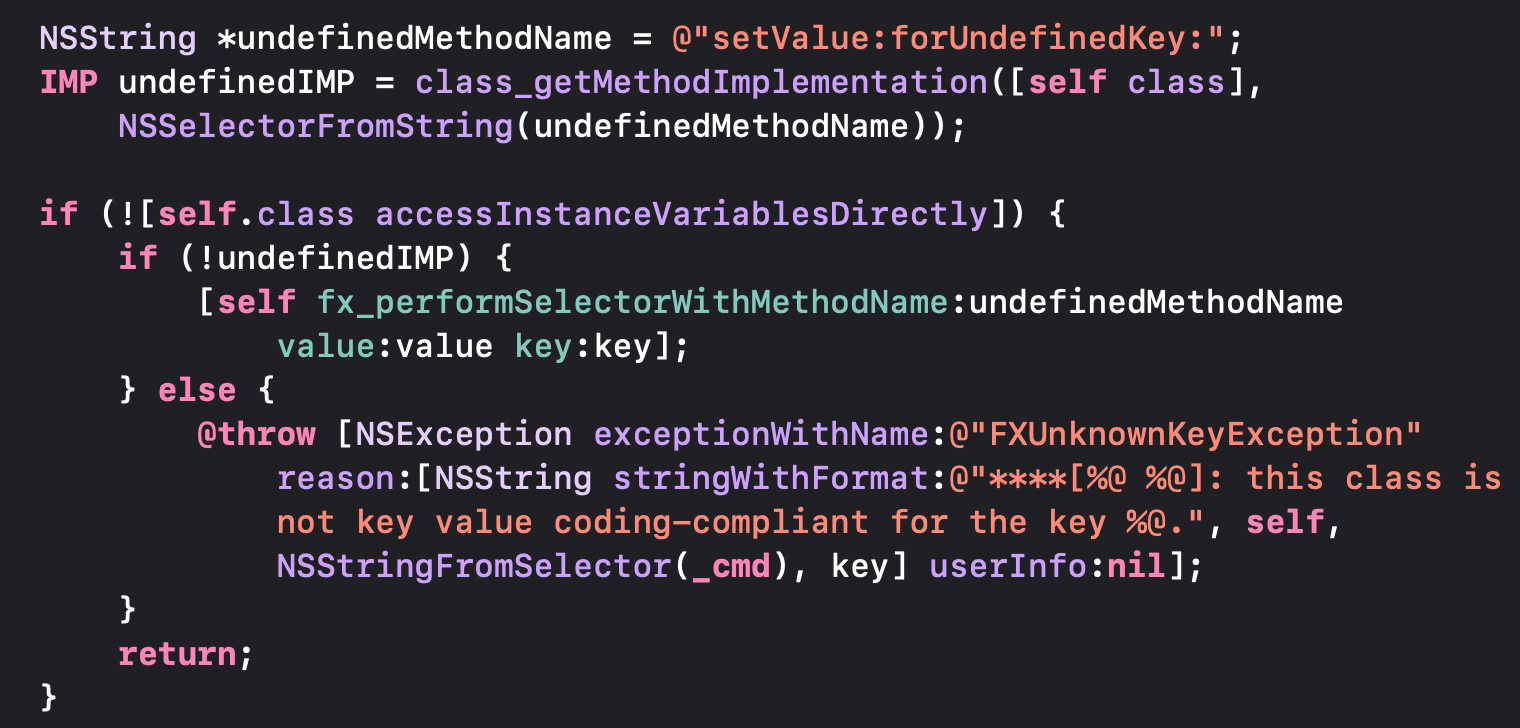 NSString *undefinedMethodName = @"setValue:forUndefinedKey:";
IMP undefinedIMP = class_getMethodImplementation([self class],
    NSSelectorFromString(undefinedMethodName));

if (![self.class accessInstanceVariablesDirectly]) {
    if (!undefinedIMP) {
        [self fx_performSelectorWithMethodName:undefinedMethodName
            value:value key:key];
    } else {
        @throw [NSException exceptionWithName:@"FXUnknownKeyException"
            reason:[NSString stringWithFormat:@"****[%@ %@]: this class is
            not key value coding-compliant for the key %@.", self,
            NSStringFromSelector(_cmd), key] userInfo:nil];
    }
    return;
}